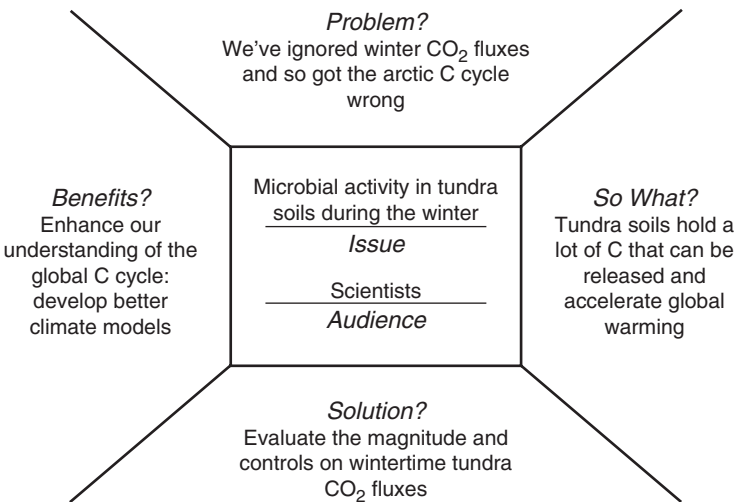 Problem?
We've ignored winter CO₂ fluxes
and so got the arctic C cycle
wrong
Benefits?
Enhance our
understanding of the
global C cycle:
develop better
climate models
Microbial activity in tundra
soils during the winter
Issue
Scientists
Audience
So What?
Tundra soils hold a
lot of C that can be
released and
accelerate global
warming
Solution?
Evaluate the magnitude and
controls on wintertime tundra
CO₂ fluxes